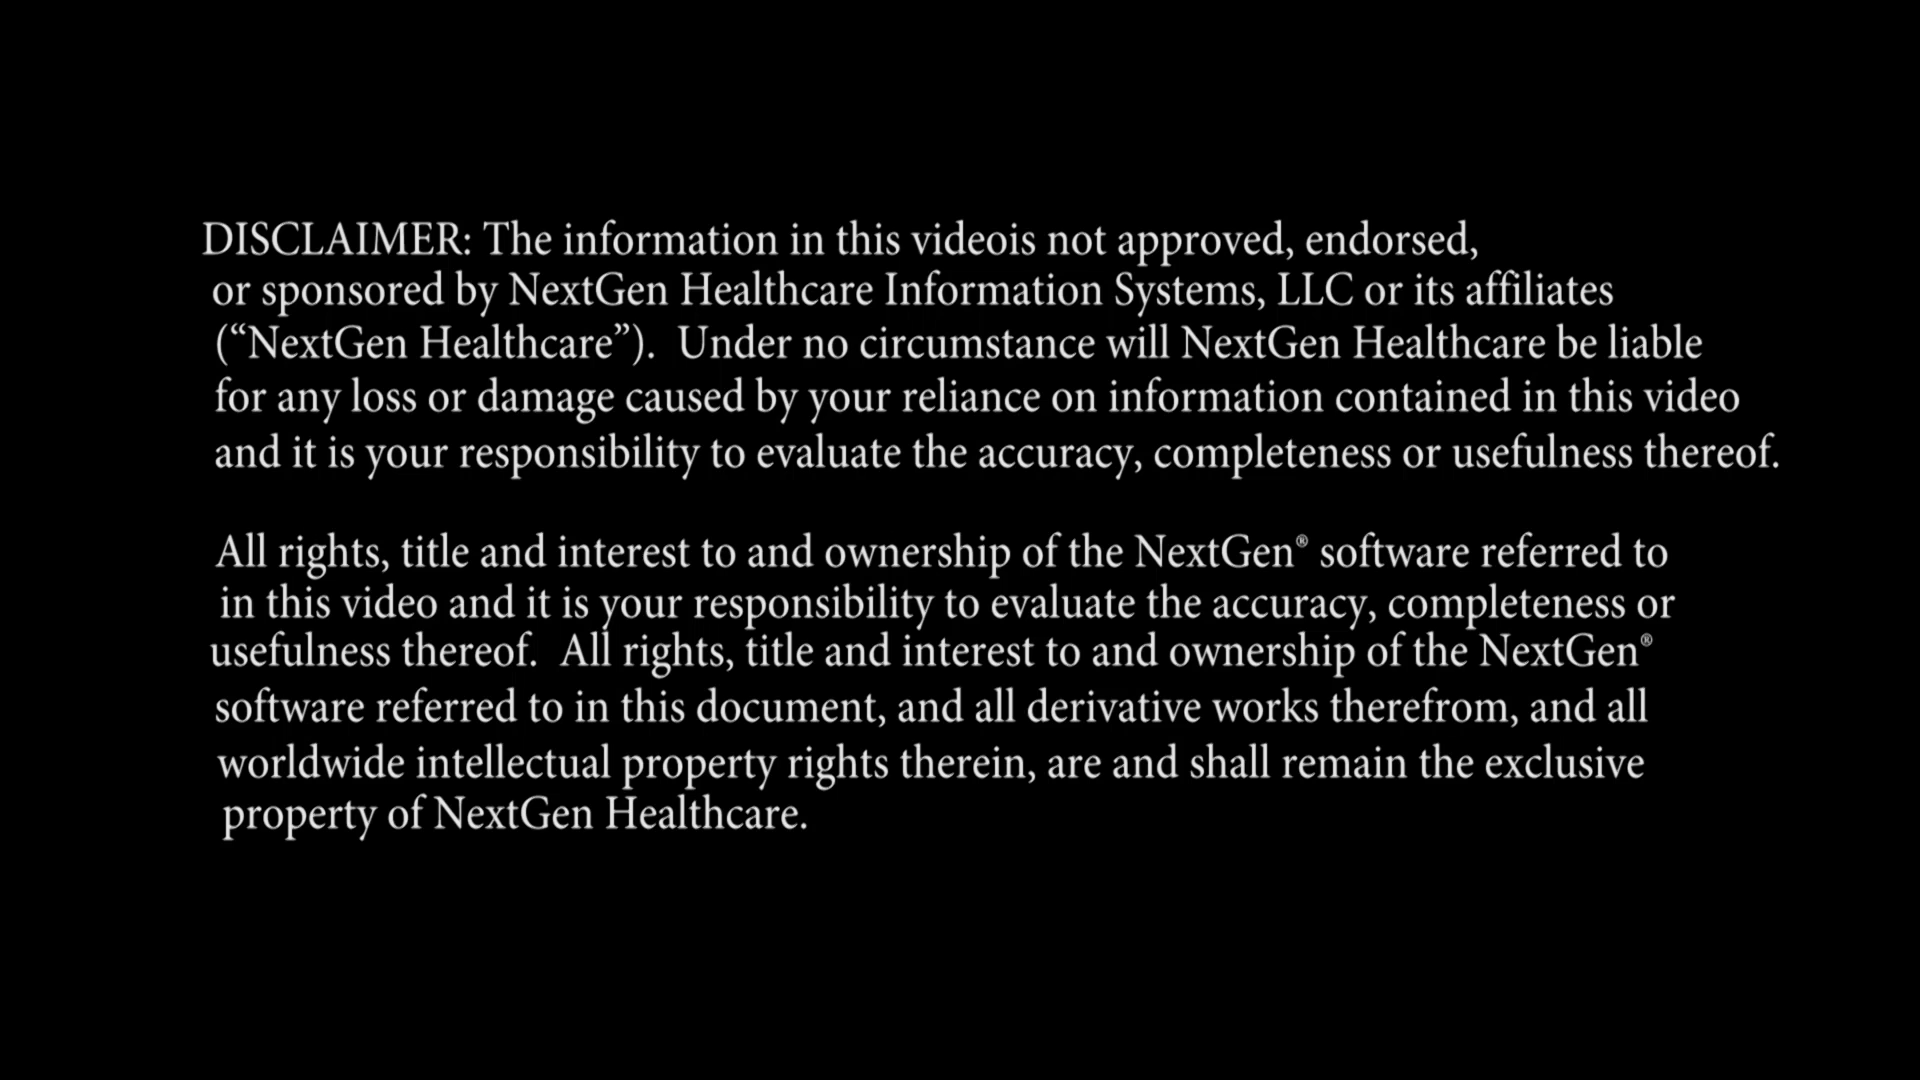 DISCLAIMER: The information in this videois not approved, endorsed,
or sponsored by NextGen Healthcare Information Systems, LLC or its affiliates
(“NextGen Healthcare”).  Under no circumstance will NextGen Healthcare be liable
for any loss or damage caused by your reliance on information contained in this video
and it is your responsibility to evaluate the accuracy, completeness or usefulness thereof.
All rights, title and interest to and ownership of the NextGen® software referred to
in this video and it is your responsibility to evaluate the accuracy, completeness or
usefulness thereof.  All rights, title and interest to and ownership of the NextGen®
software referred to in this document, and all derivative works therefrom, and all
worldwide intellectual property rights therein, are and shall remain the exclusive
property of NextGen Healthcare.